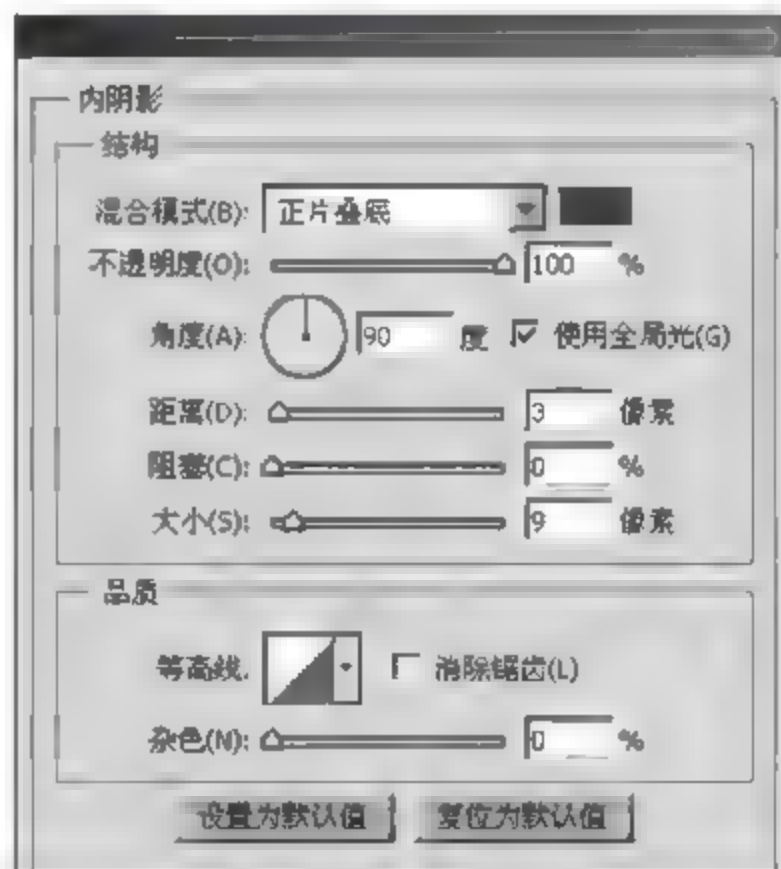 内阴影
结构
混合模式(B): 正片叠底
不透明度(O): 100 %
角度(A): 90 度 使用全局光(G)
距离(D): 3 像素
阻塞(C): 0 %
大小(S): 9 像素
品质
等高线: 消除锯齿(L)
杂色(N): 0 %
设置为默认值 复位为默认值